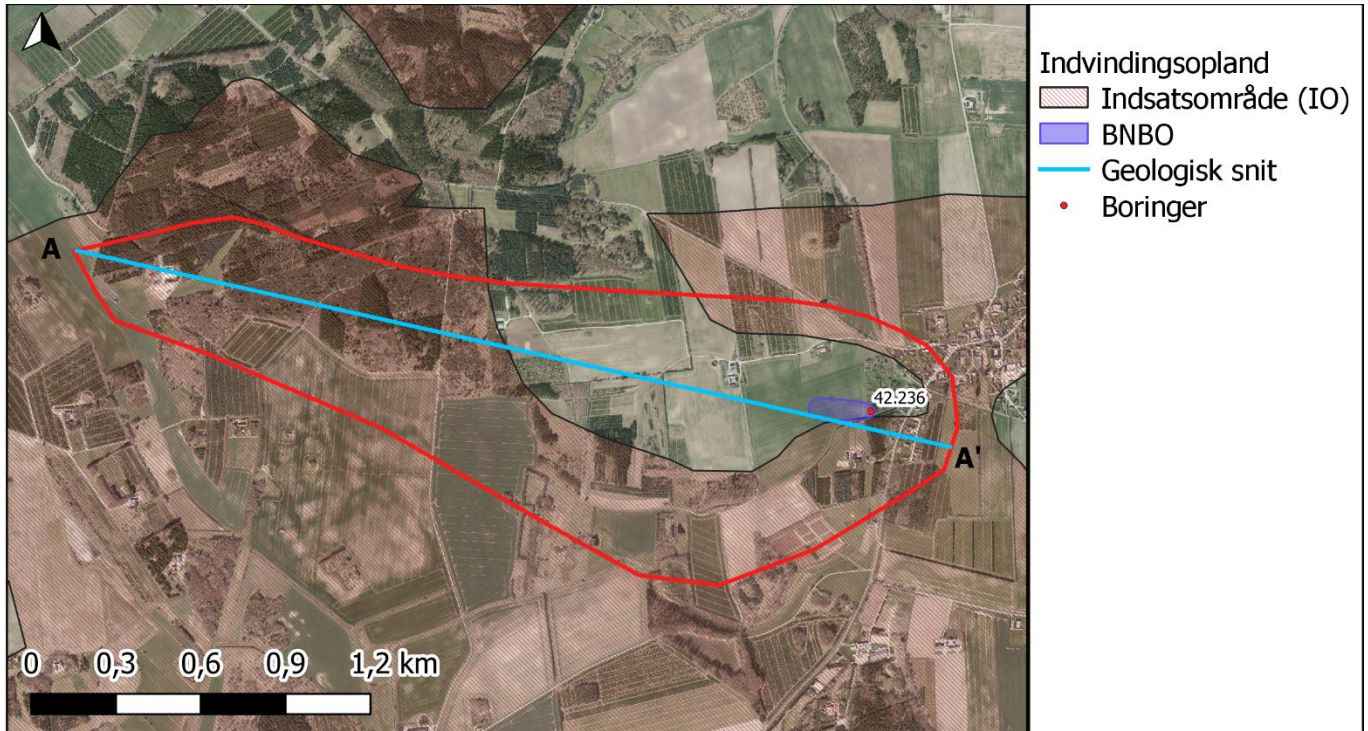 A
42.236
A'
0 0,3 0,6 0,9 1,2 km
Indvindingsopland
Indsatsområde (IO)
BNBO
Geologisk snit
Boringer